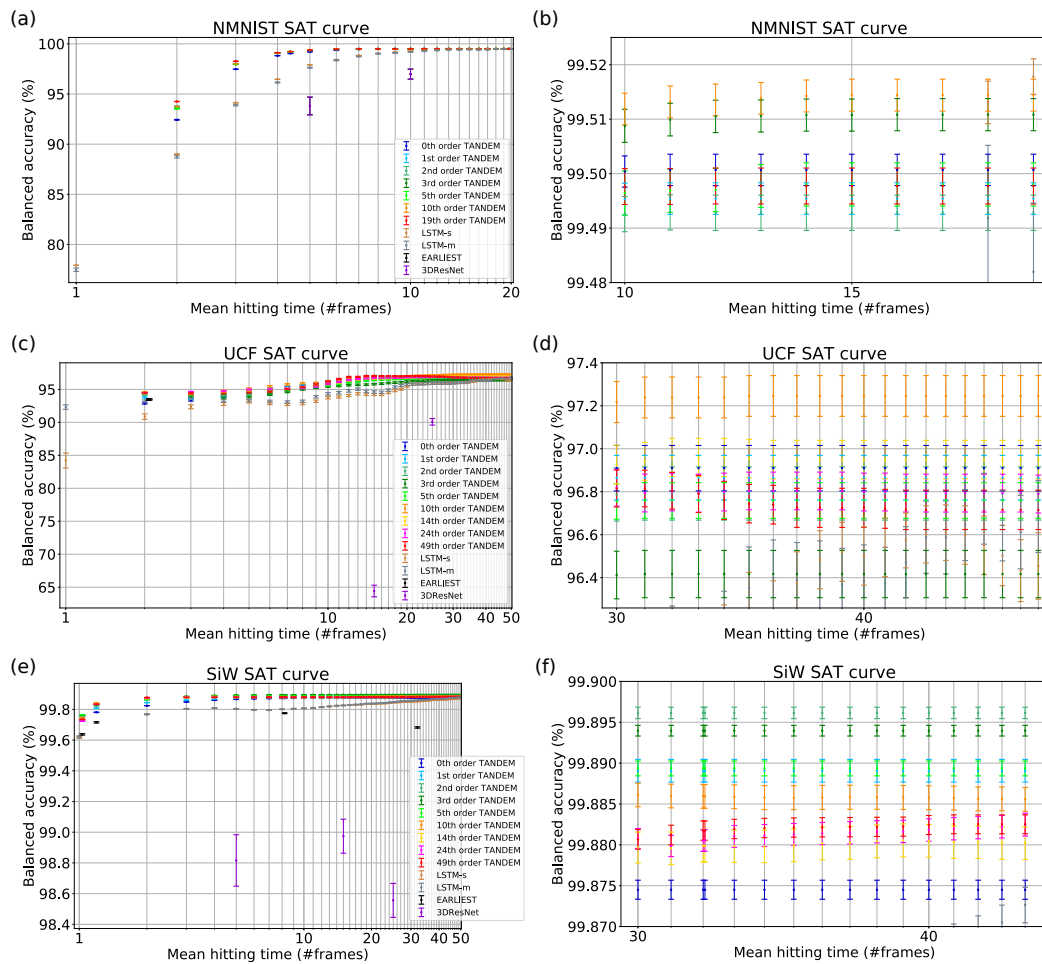 (a)
NMNIST SAT curve
Balanced accuracy (%)
100
95
90
85
80
0th order TANDEM
1st order TANDEM
2nd order TANDEM
3rd order TANDEM
5th order TANDEM
10th order TANDEM
19th order TANDEM
LSTM-s
LSTM-m
EARLIEST
3DResNet
1
10
20
Mean hitting time (#frames)
(b)
NMNIST SAT curve
Balanced accuracy (%)
99.52
99.51
99.50
99.49
99.48
10
15
Mean hitting time (#frames)
(c)
UCF SAT curve
Balanced accuracy (%)
95
90
85
80
75
70
65
0th order TANDEM
1st order TANDEM
2nd order TANDEM
3rd order TANDEM
5th order TANDEM
10th order TANDEM
14th order TANDEM
24th order TANDEM
49th order TANDEM
LSTM-s
LSTM-m
EARLIEST
3DResNet
1
10
20
30
40
50
Mean hitting time (#frames)
(d)
UCF SAT curve
Balanced accuracy (%)
97.4
97.2
97.0
96.8
96.6
96.4
30
40
Mean hitting time (#frames)
(e)
SiW SAT curve
Balanced accuracy (%)
99.8
99.6
99.4
99.2
99.0
98.8
98.6
98.4
0th order TANDEM
1st order TANDEM
2nd order TANDEM
3rd order TANDEM
5th order TANDEM
10th order TANDEM
14th order TANDEM
24th order TANDEM
49th order TANDEM
LSTM-s
LSTM-m
EARLIEST
3DResNet
1
10
20
30
40
50
Mean hitting time (#frames)
(f)
SiW SAT curve
Balanced accuracy (%)
99.900
99.895
99.890
99.885
99.880
99.875
99.870
30
40
Mean hitting time (#frames)